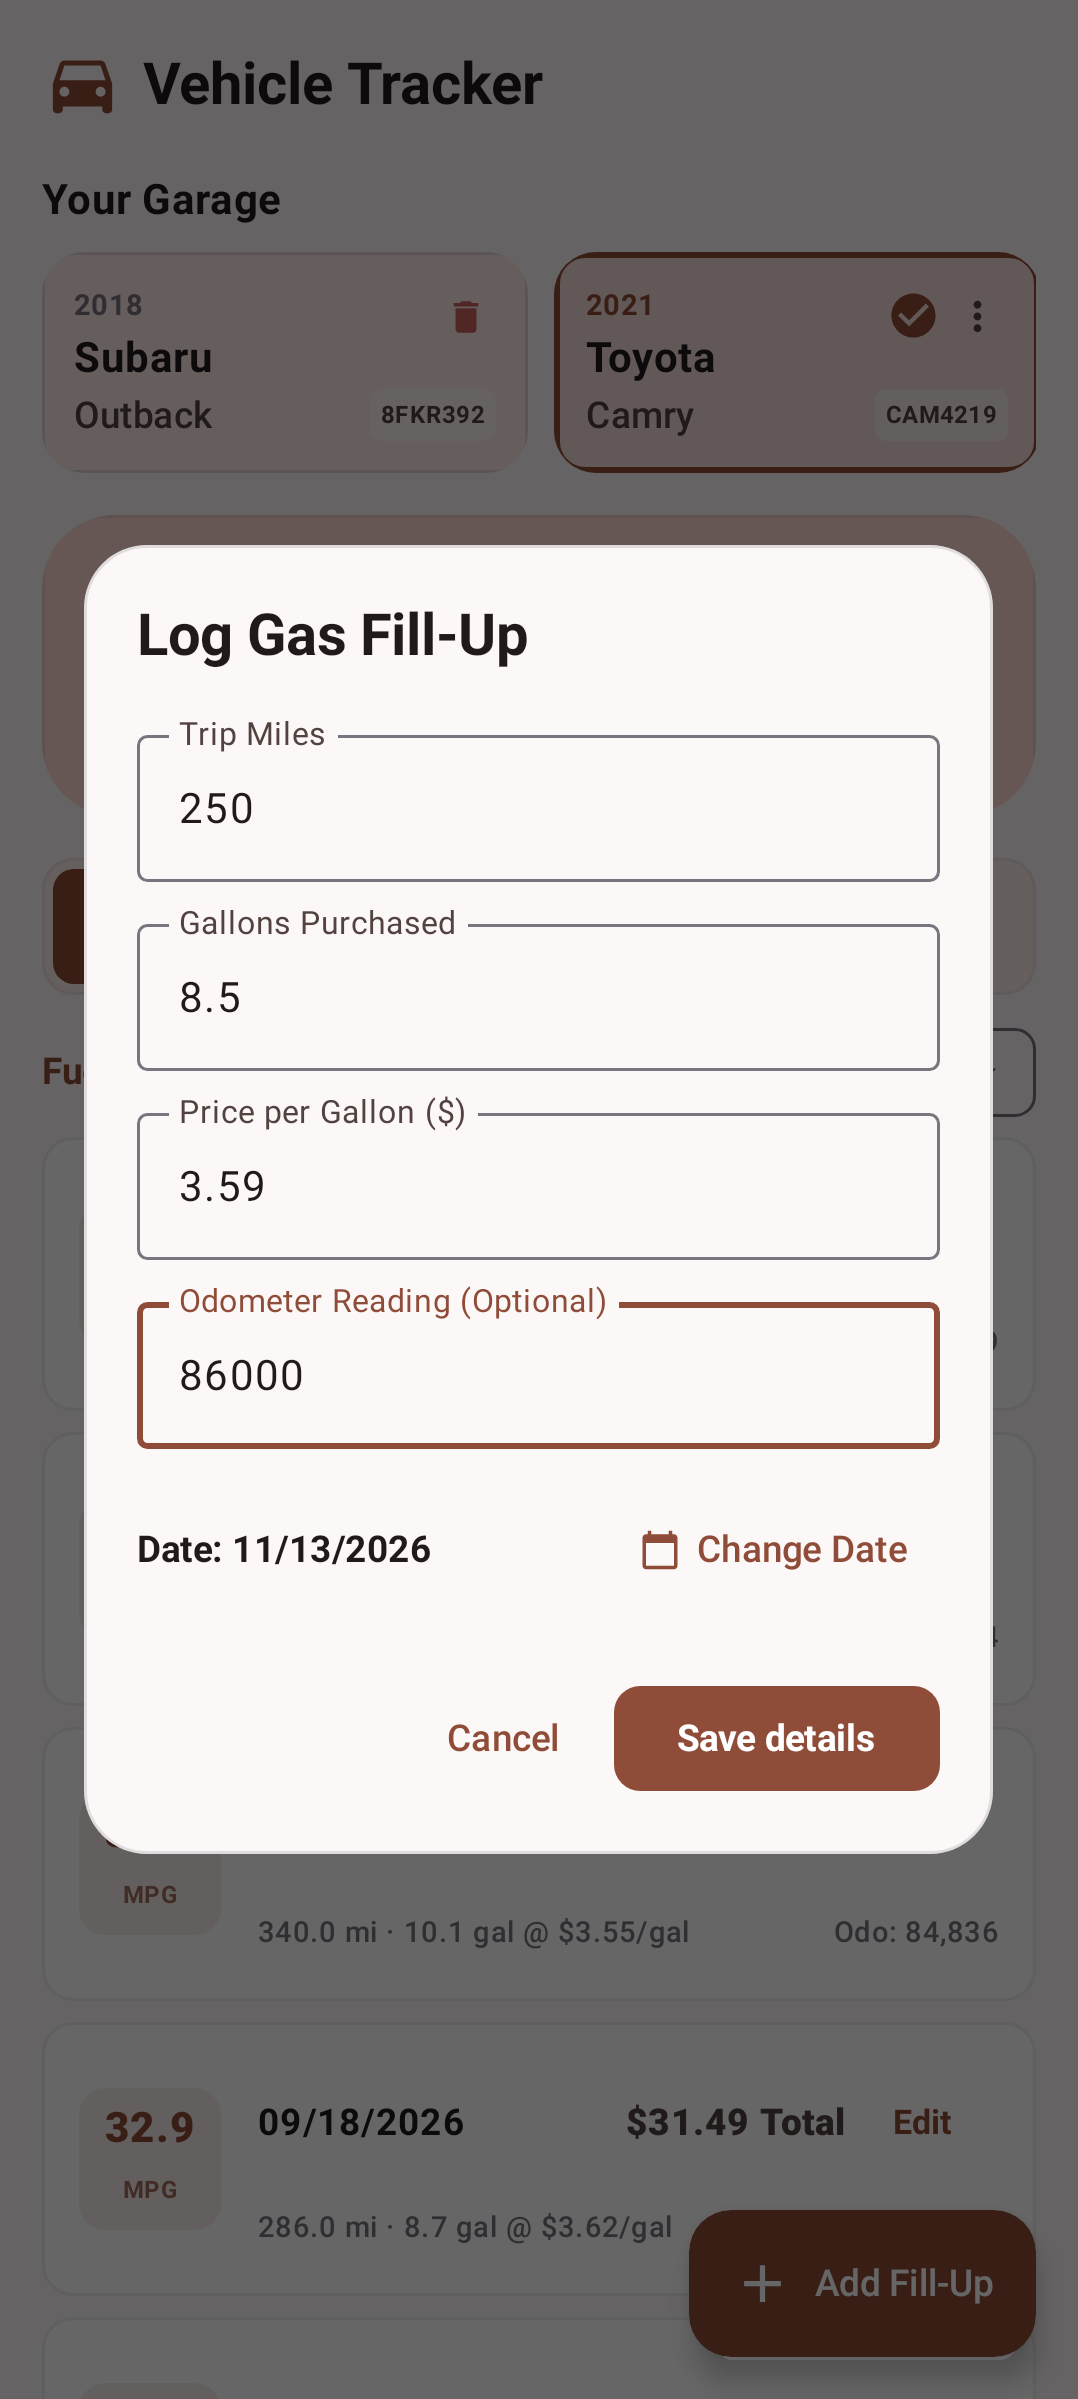 Vehicle Tracker
Your Garage
2018
Subaru
Outback
8FKR392
2021
Toyota
Camry
CAM4219
Log Gas Fill-Up
Trip Miles
250
Gallons Purchased
8.5
Price per Gallon ($)
3.59
Odometer Reading (Optional)
86000
Date: 11/13/2026
Change Date
Cancel
Save details
MPG
340.0 mi · 10.1 gal @ $3.55/gal
Odo: 84,836
32.9
MPG
09/18/2026
$31.49 Total
Edit
286.0 mi · 8.7 gal @ $3.62/gal
Add Fill-Up